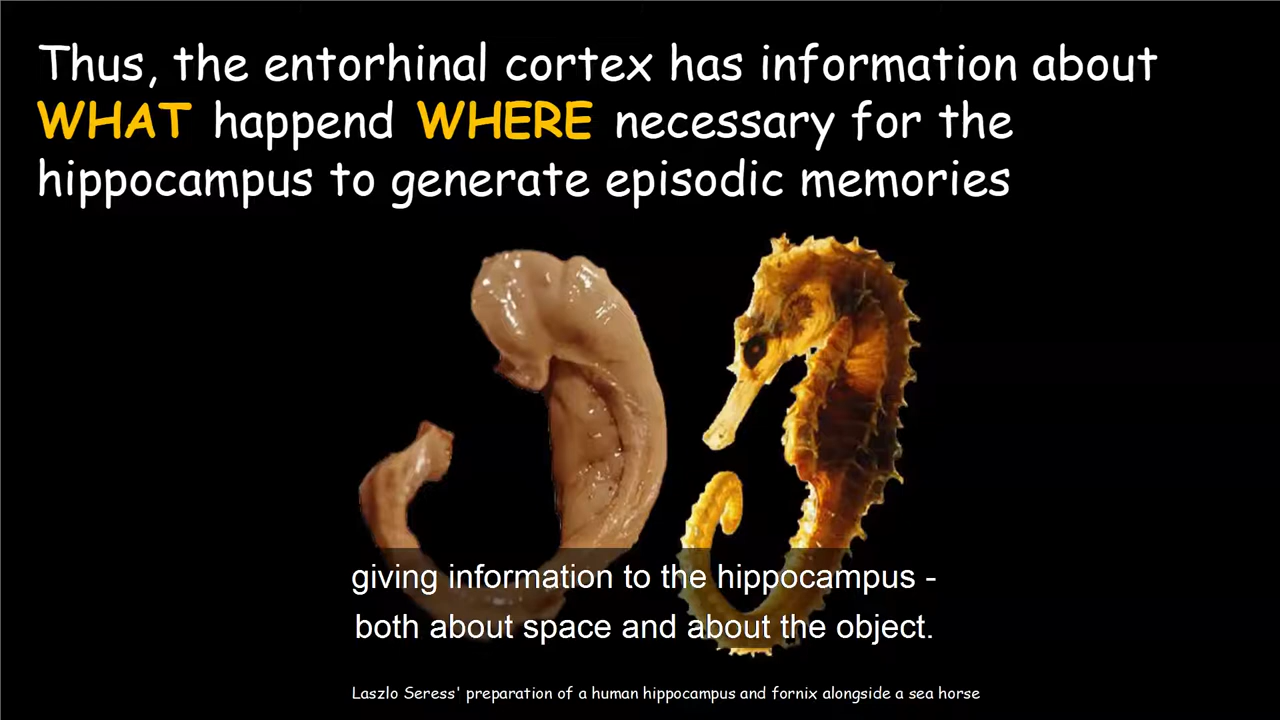 Thus, the entorhinal cortex has information about
WHAT happend WHERE necessary for the
hippocampus to generate episodic memories
giving information to the hippocampus -
both about space and about the object.
Laszlo Seress' preparation of a human hippocampus and fornix alongside a sea horse